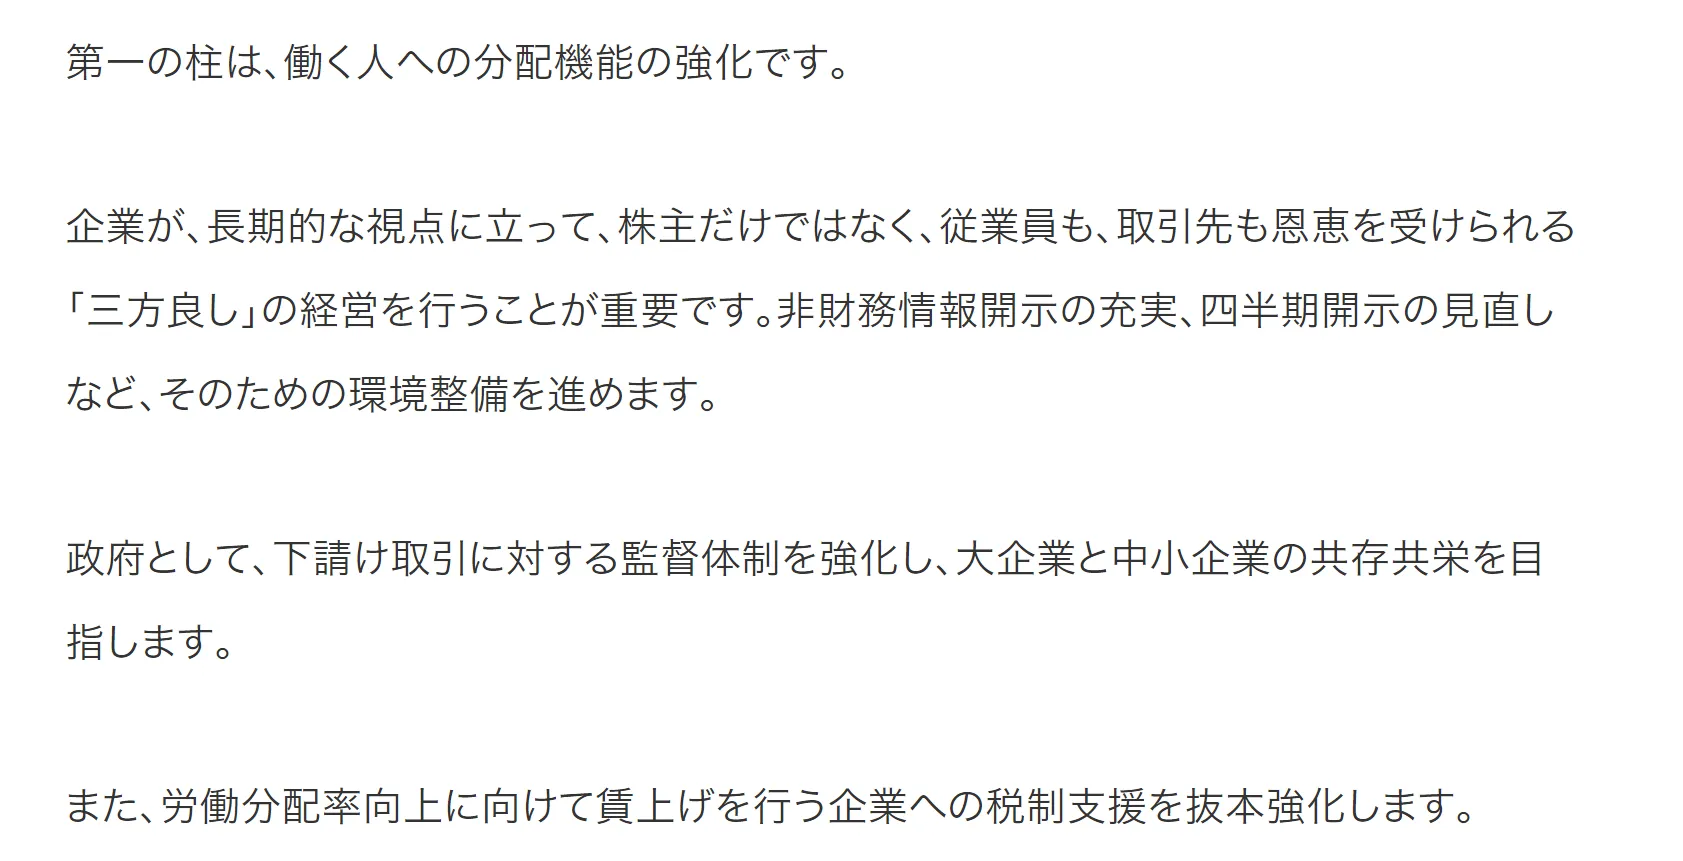 第一の柱は、働く人への分配機能の強化です。
企業が、長期的な視点に立って、株主だけではなく、従業員も、取引先も恩恵を受けられる
「三方良し」の経営を行うことが重要です。非財務情報開示の充実、四半期開示の見直し
など、そのための環境整備を進めます。
政府として、下請け取引に対する監督体制を強化し、大企業と中小企業の共存共栄を目
指します。
また、労働分配率向上に向けて賃上げを行う企業への税制支援を抜本強化します。